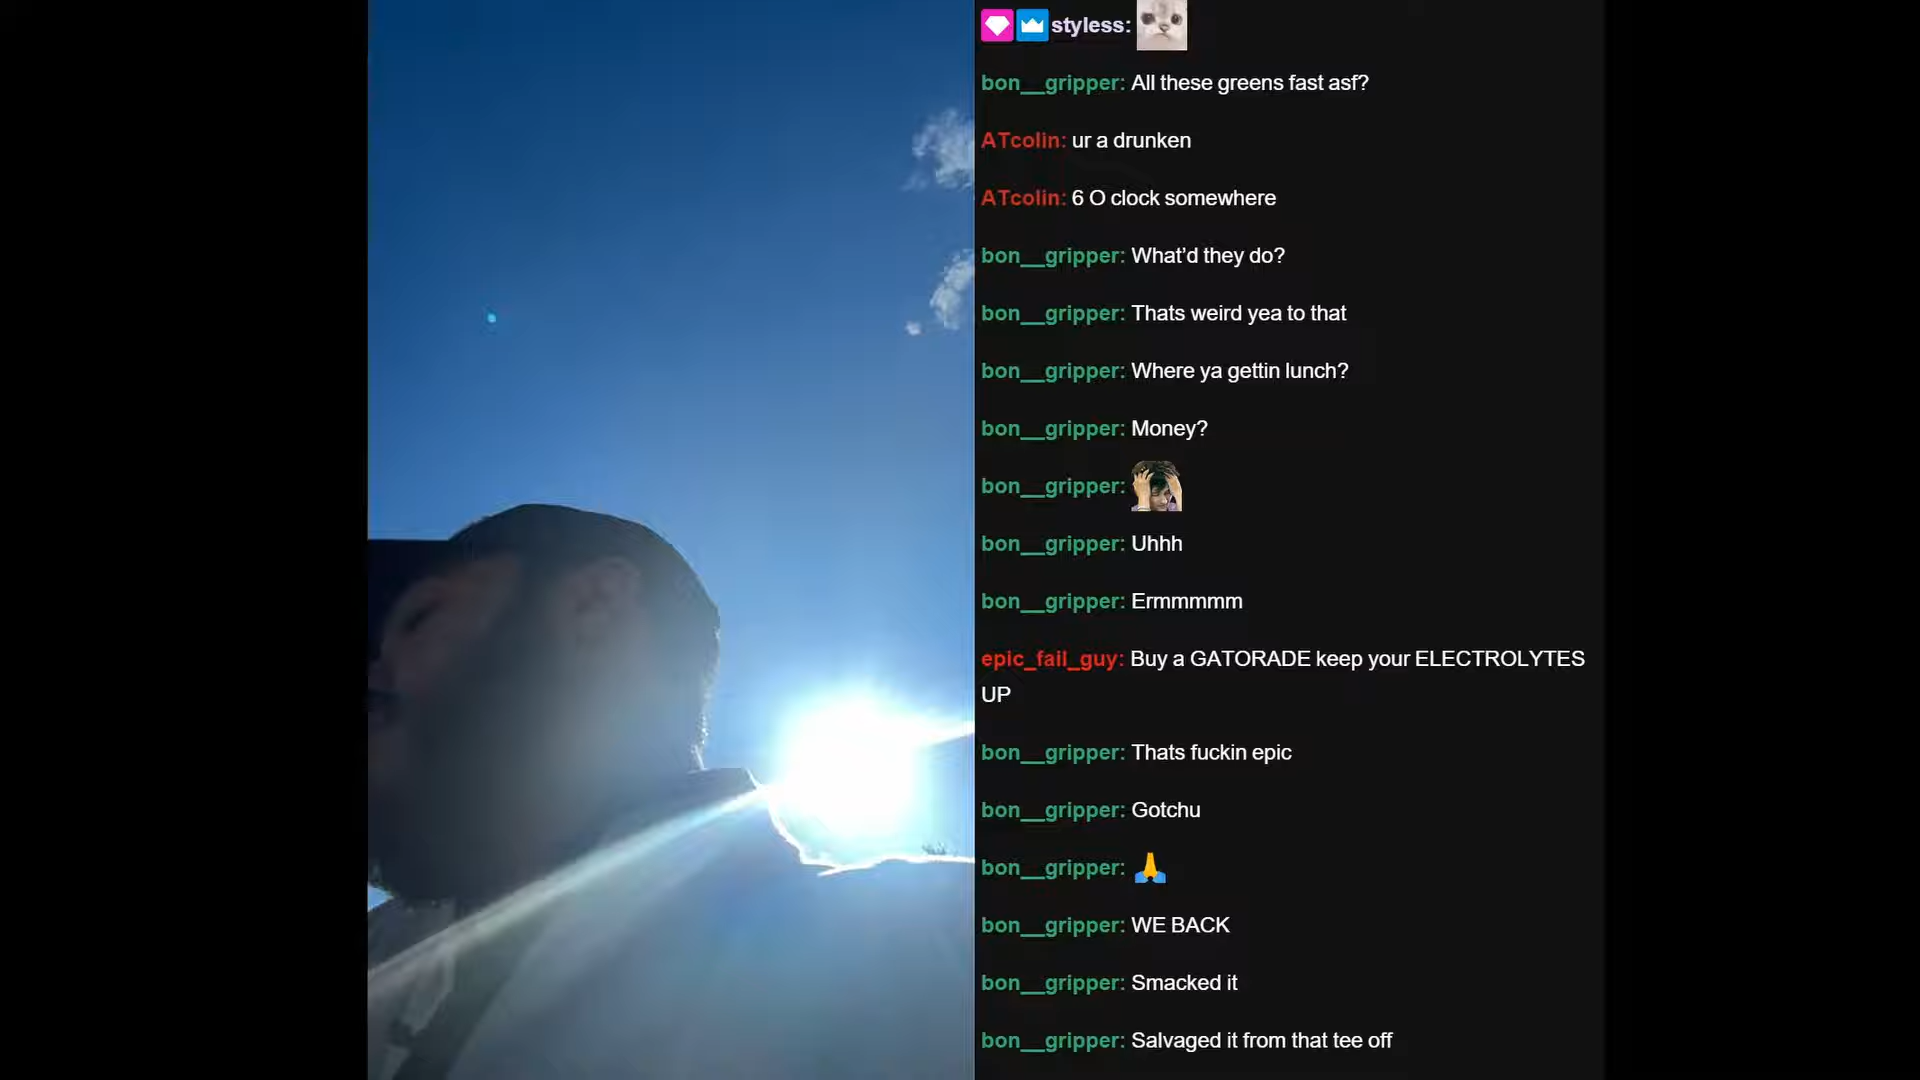 styless:
bon__gripper: All these greens fast asf?
ATcolin: ur a drunken
ATcolin: 6 O clock somewhere
bon__gripper: What'd they do?
bon__gripper: Thats weird yea to that
bon__gripper: Where ya gettin lunch?
bon__gripper: Money?
bon__gripper:
bon__gripper: Uhhh
bon__gripper: Ermmmmm
epic_fail_guy: Buy a GATORADE keep your ELECTROLYTES
UP
bon__gripper: Thats fuckin epic
bon__gripper: Gotchu
bon__gripper: 🙏
bon__gripper: WE BACK
bon__gripper: Smacked it
bon__gripper: Salvaged it from that tee off